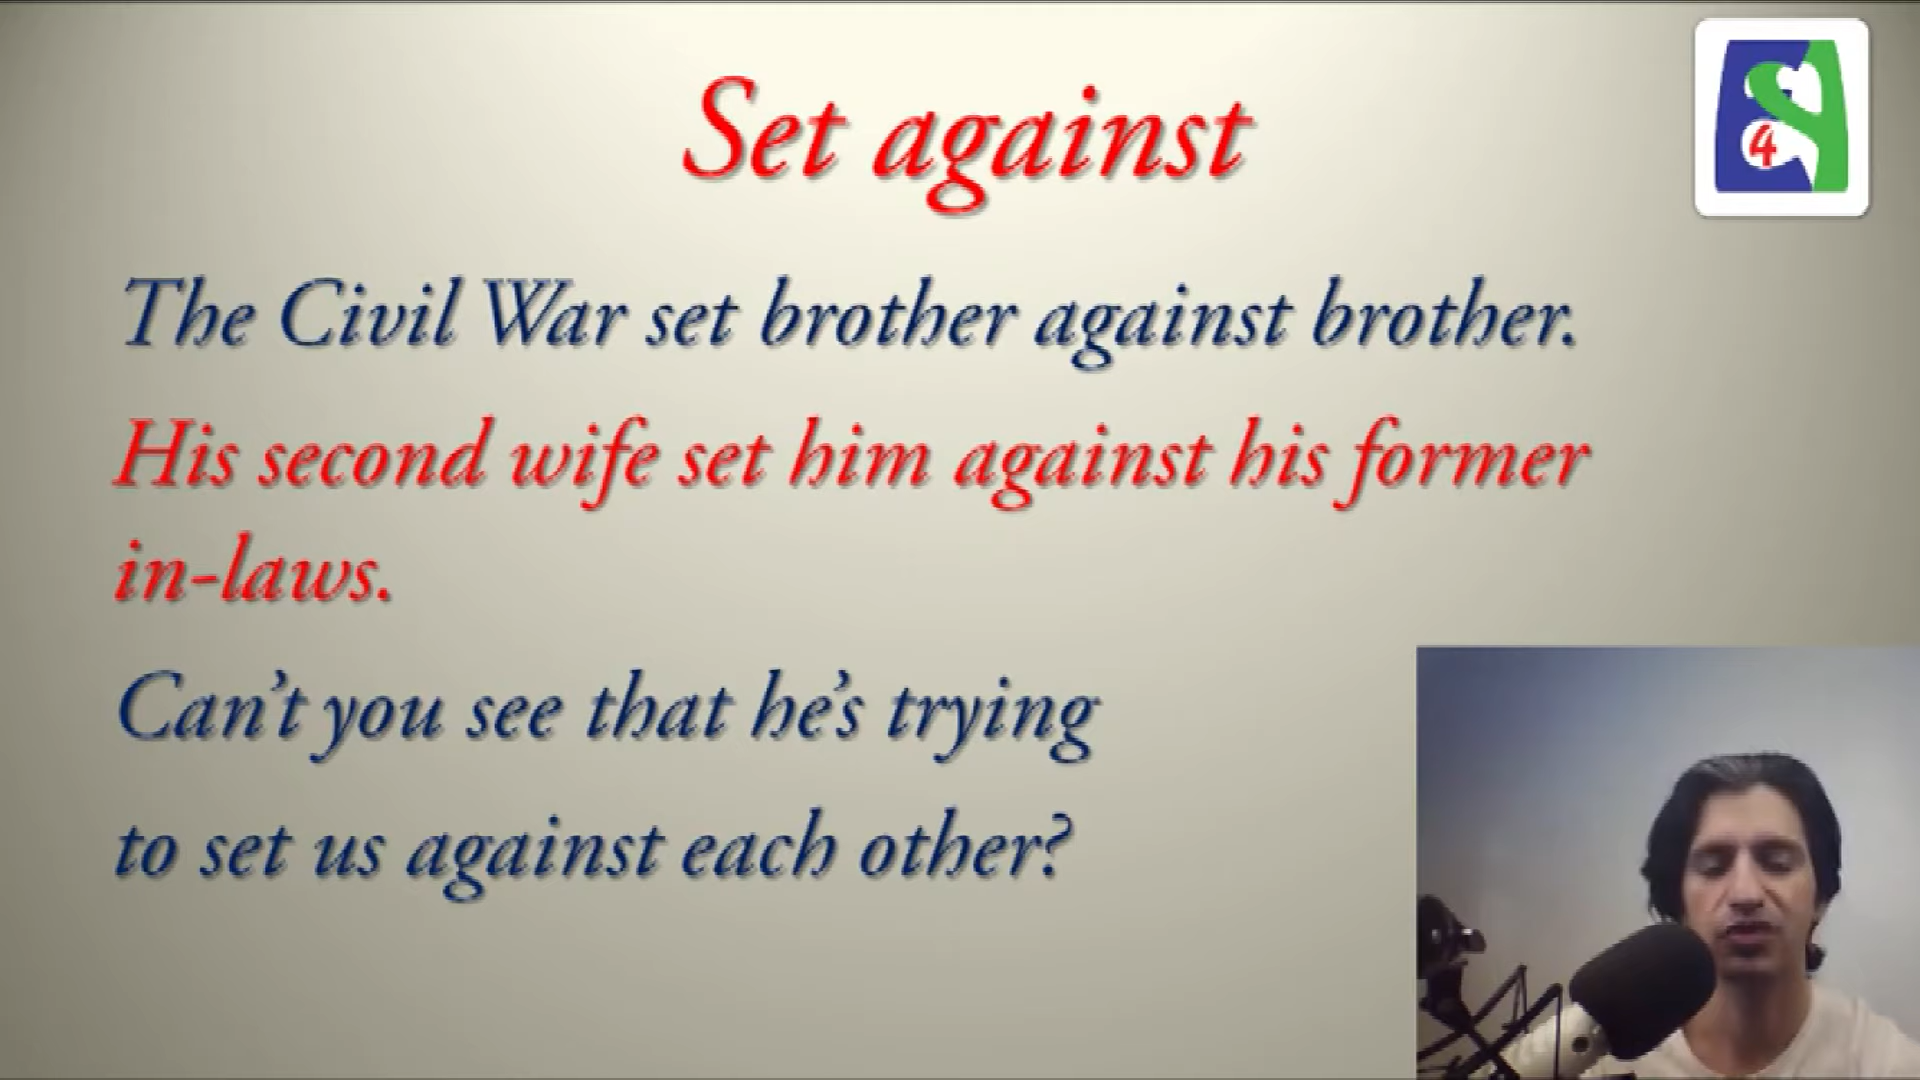 Set against
4
The Civil War set brother against brother.
His second wife set him against his former
in-laws.
Can't you see that he's trying
to set us against each other?